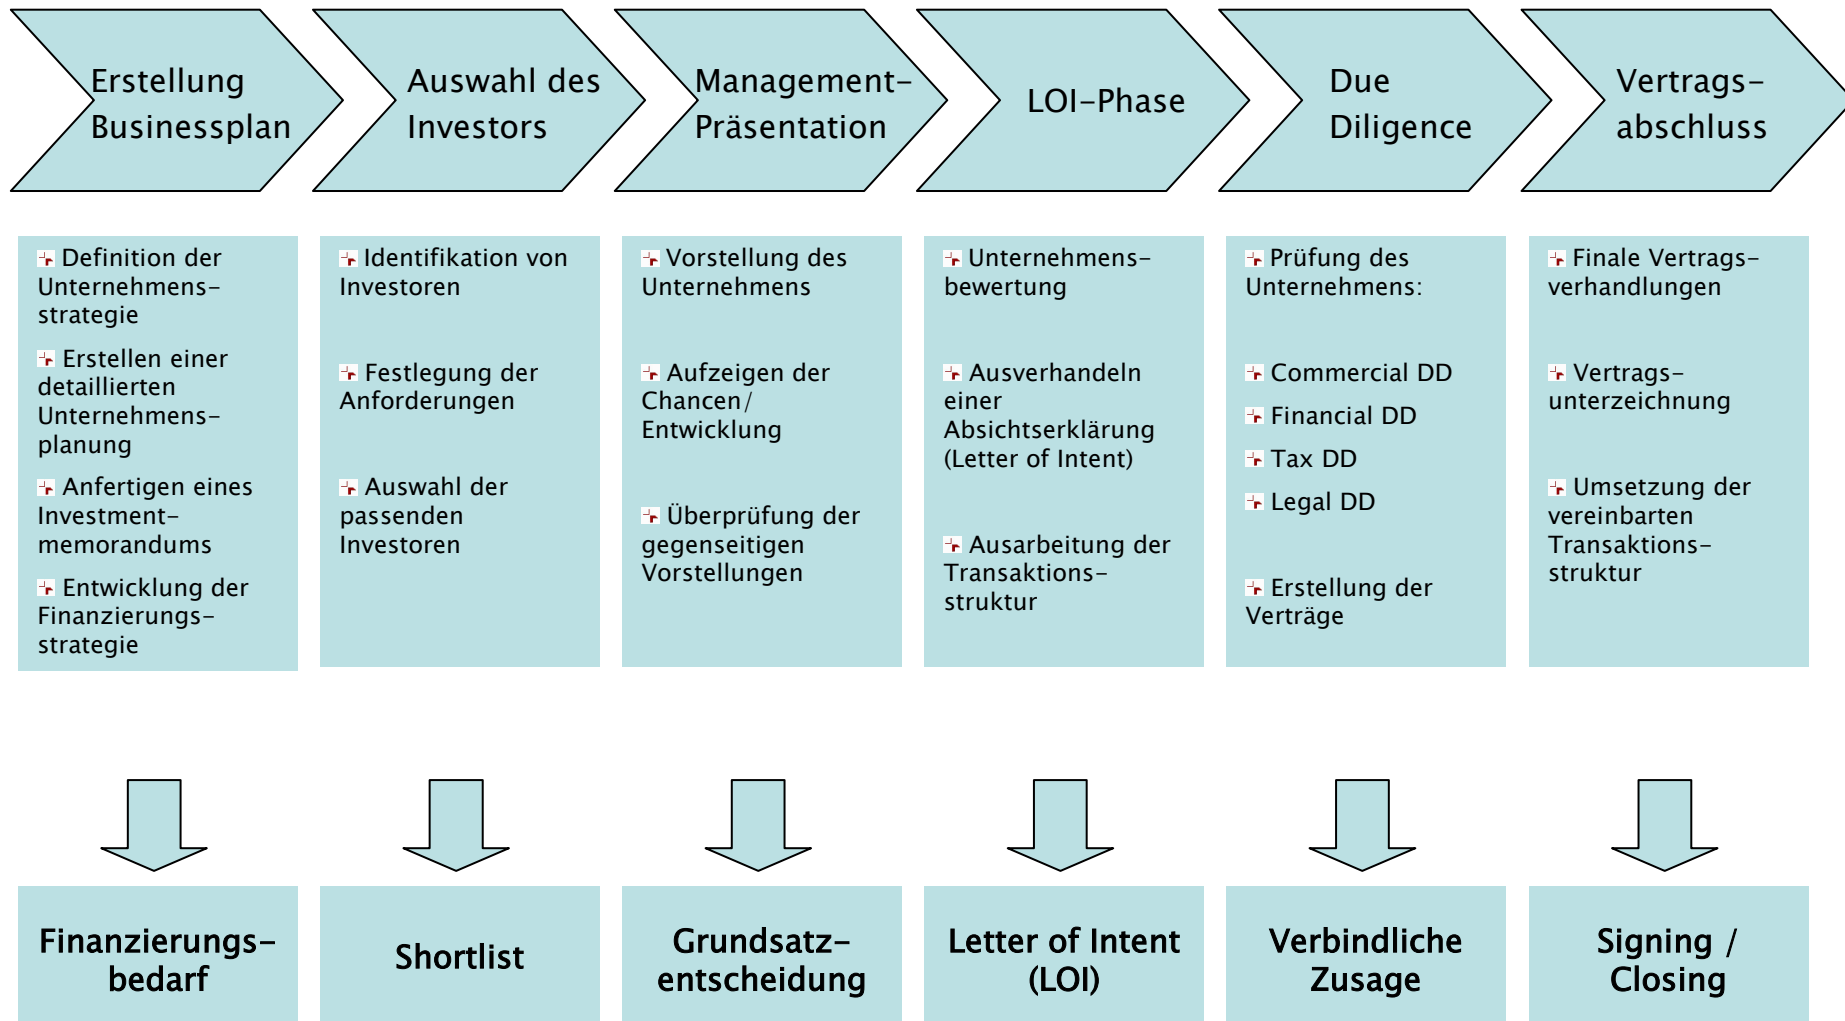 Erstellung
Businessplan
Auswahl des
Investors
Management-
Präsentation
LOI-Phase
Due
Diligence
Vertrags-
abschluss
Definition der
Unternehmens-
strategie
Erstellen einer
detaillierten
Unternehmens-
planung
Anfertigen eines
Investment-
memorandums
Entwicklung der
Finanzierungs-
strategie
Identifikation von
Investoren
Festlegung der
Anforderungen
Auswahl der
passenden
Investoren
Vorstellung des
Unternehmens
Aufzeigen der
Chancen/
Entwicklung
Überprüfung der
gegenseitigen
Vorstellungen
Unternehmens-
bewertung
Ausverhandeln
einer
Absichtserklärung
(Letter of Intent)
Ausarbeitung der
Transaktions-
struktur
Prüfung des
Unternehmens:
Commercial DD
Financial DD
Tax DD
Legal DD
Erstellung der
Verträge
Finale Vertrags-
verhandlungen
Vertrags-
unterzeichnung
Umsetzung der
vereinbarten
Transaktions-
struktur
Finanzierungs-
bedarf
Shortlist
Grundsatz-
entscheidung
Letter of Intent
(LOI)
Verbindliche
Zusage
Signing /
Closing